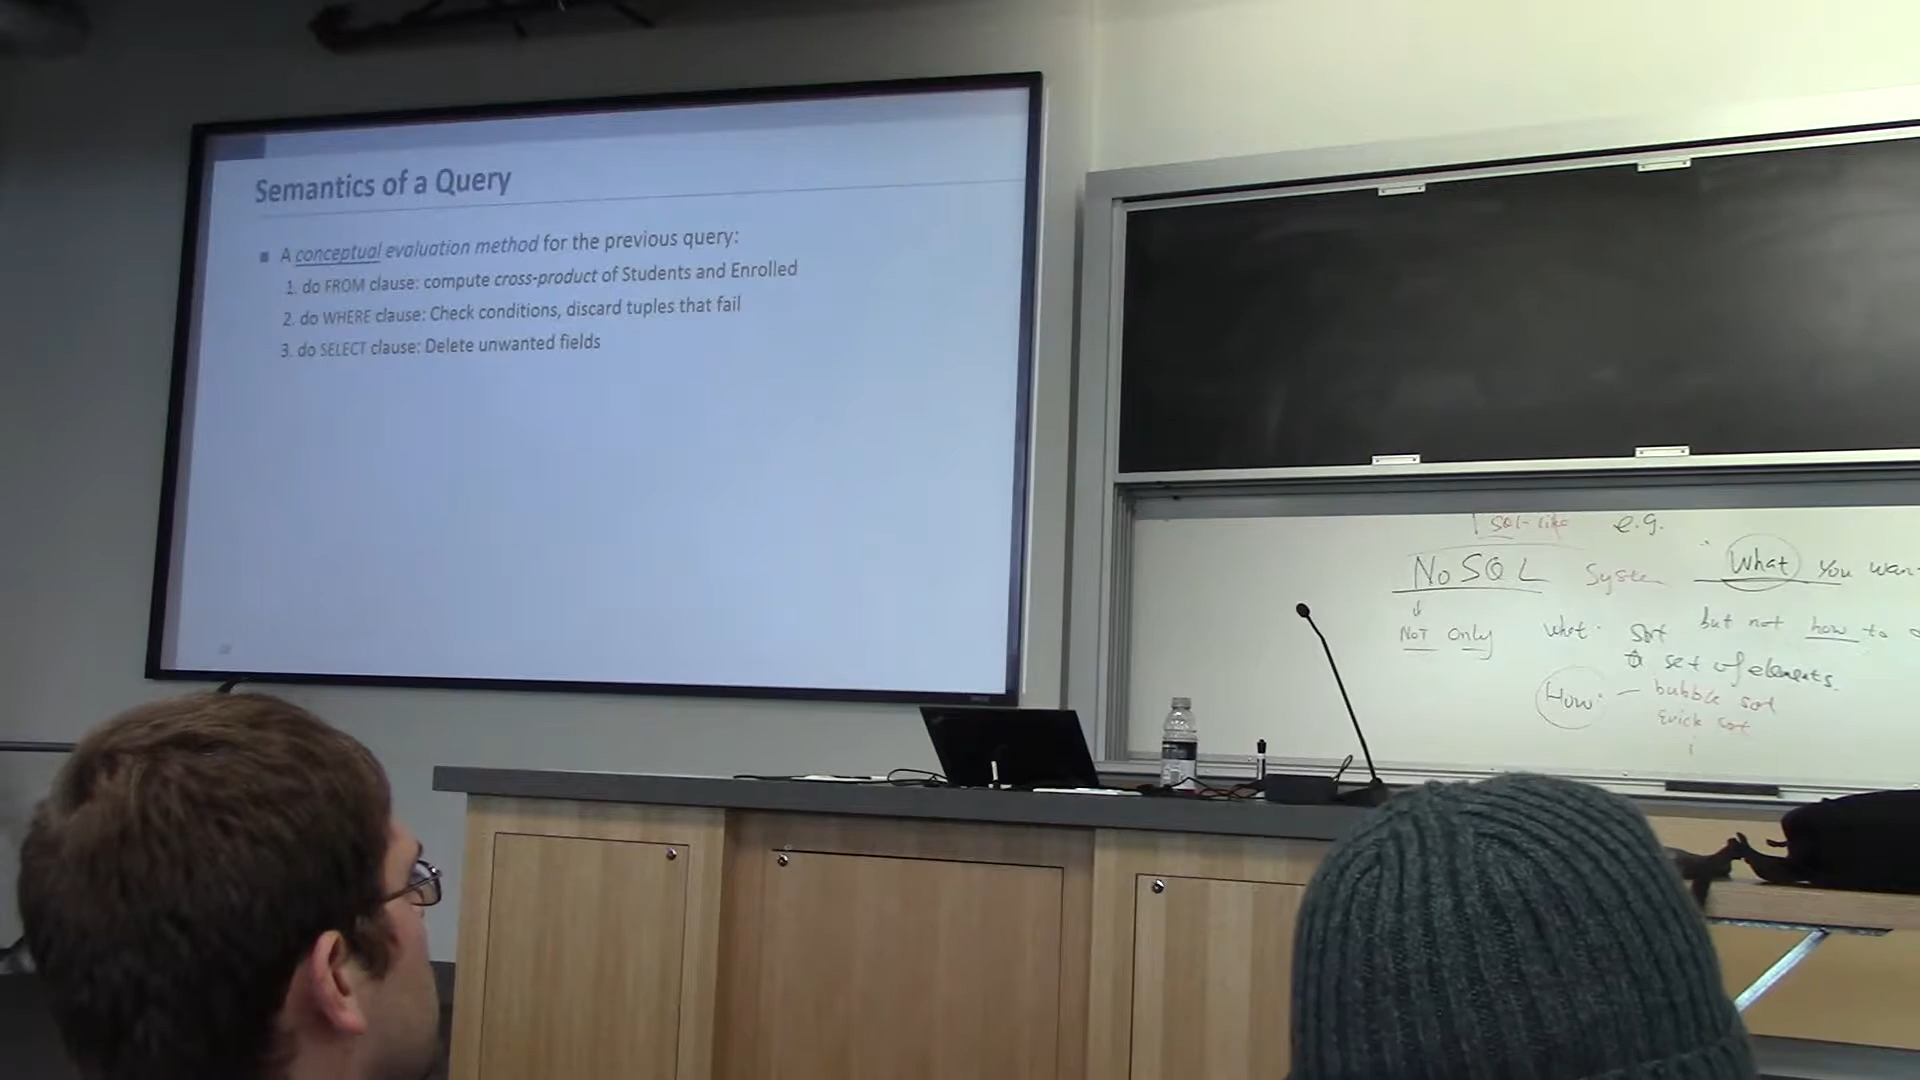 Semantics of a Query
■ A conceptual evaluation method for the previous query:
1. do FROM clause: compute cross-product of Students and Enrolled
2. do WHERE clause: Check conditions, discard tuples that fail
3. do SELECT clause: Delete unwanted fields
sql-like e.g.
NoSQL System What you wan
NOT only what sort but not how to
a set of elements.
How: — bubble sort
quick sort